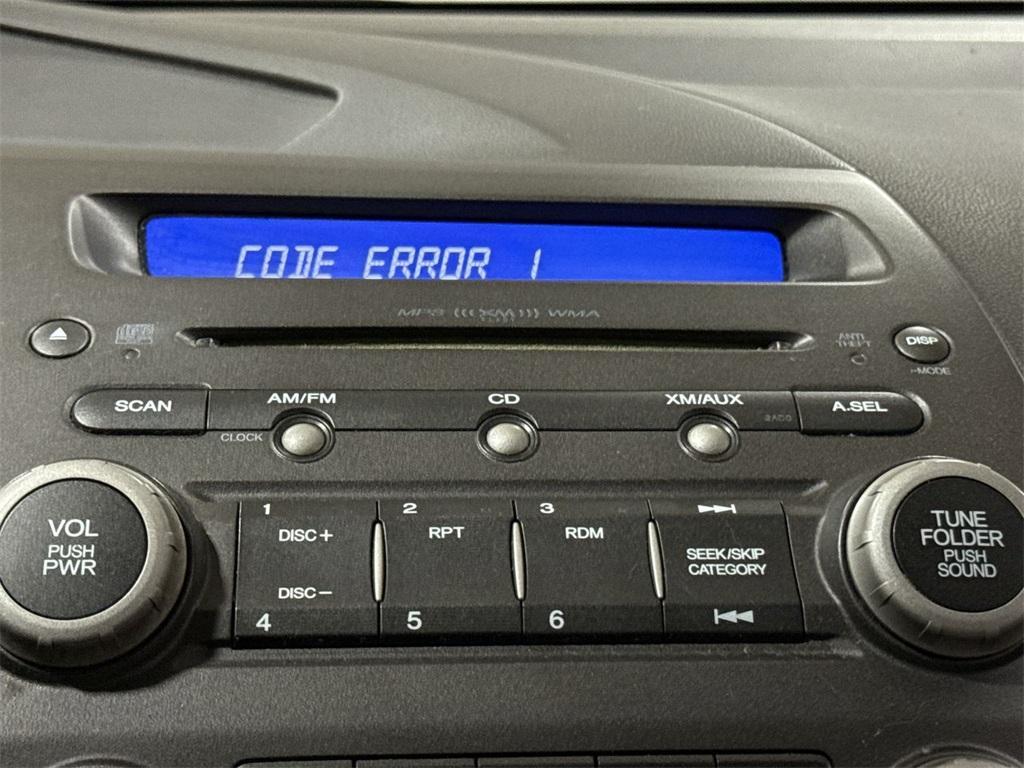 CODE ERROR 1
MP3 (((XM))) WMA
ANTI
THEFT
DISP
i-MODE
SCAN
AM/FM
CD
XM/AUX
A.SEL
CLOCK
1
2
3
DISC+
RPT
RDM
SEEK/SKIP
CATEGORY
DISC-
4
5
6
VOL
PUSH
PWR
TUNE
FOLDER
PUSH
SOUND